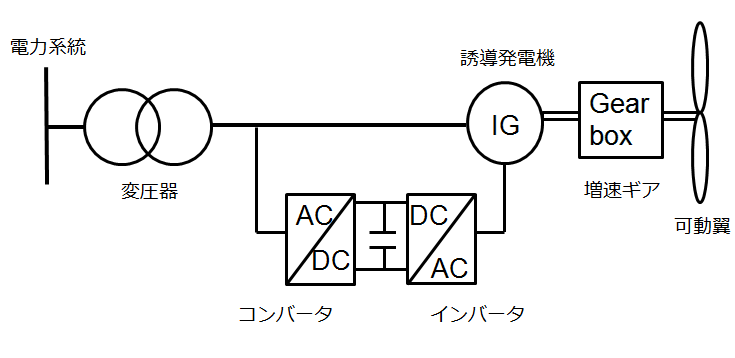 電力系統
誘導発電機
IG
Gear
box
変圧器
増速ギア
可動翼
AC
DC
DC
AC
コンバータ
インバータ